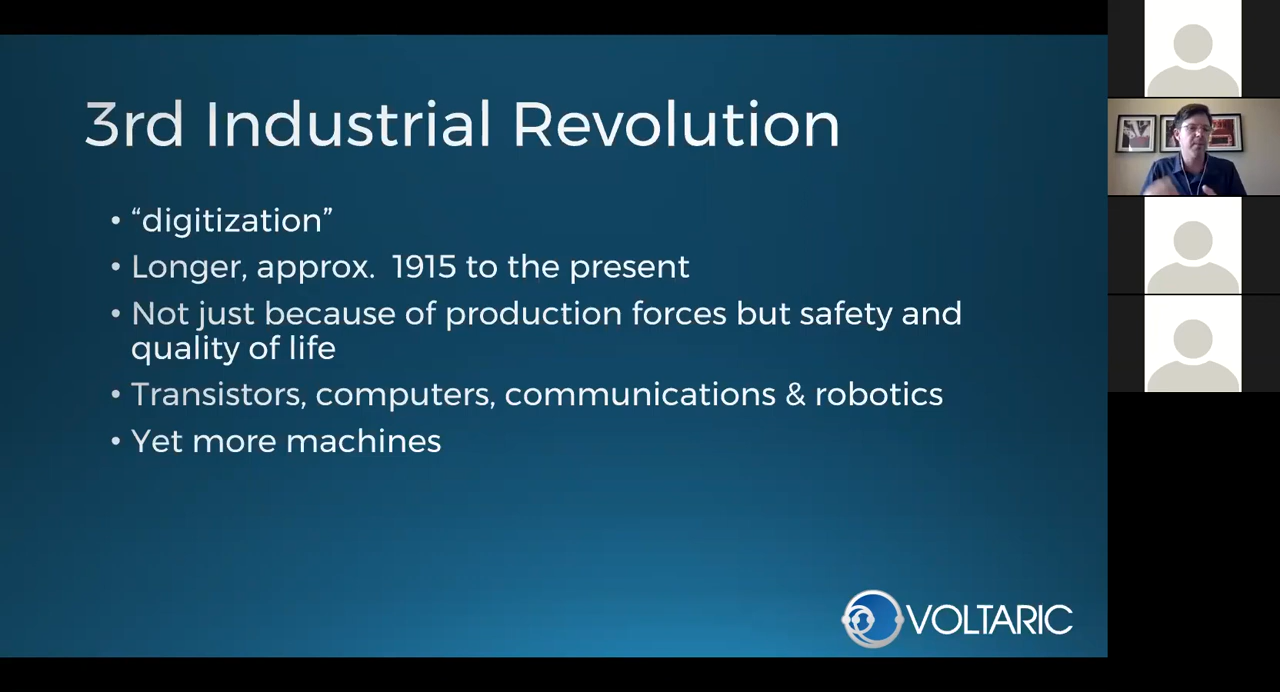 3rd Industrial Revolution
• “digitization”
• Longer, approx.  1915 to the present
• Not just because of production forces but safety and
quality of life
• Transistors, computers, communications & robotics
• Yet more machines
VOLTARIC